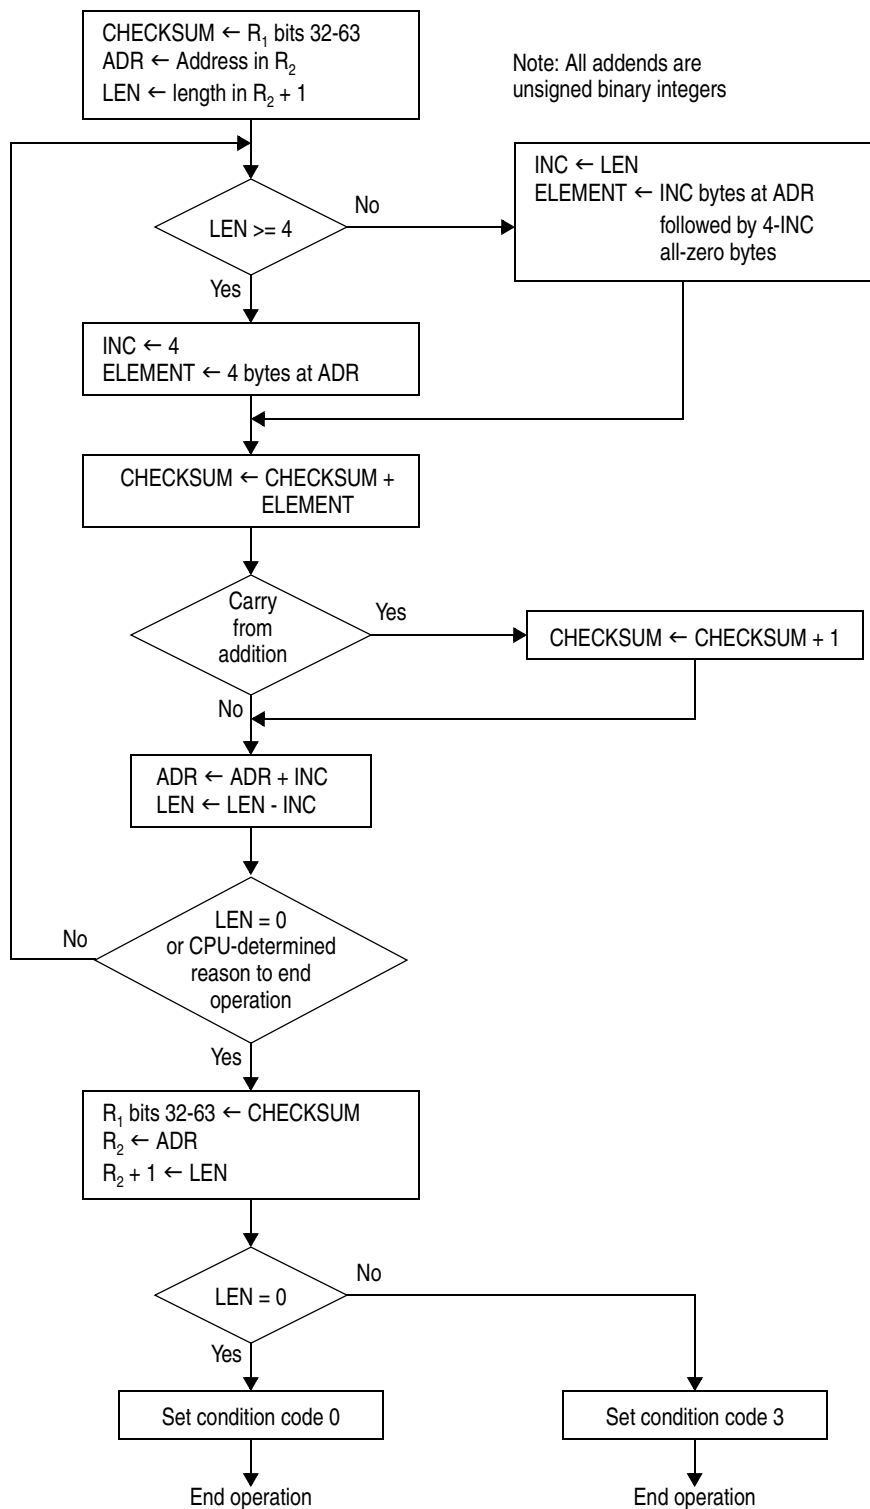 CHECKSUM ← R1 bits 32-63
ADR ← Address in R2
LEN ← length in R2 + 1
Note: All addends are
unsigned binary integers
INC ← LEN
ELEMENT ← INC bytes at ADR
followed by 4-INC
all-zero bytes
LEN >= 4
No
Yes
INC ← 4
ELEMENT ← 4 bytes at ADR
CHECKSUM ← CHECKSUM +
ELEMENT
Carry
from
addition
Yes
CHECKSUM ← CHECKSUM + 1
No
ADR ← ADR + INC
LEN ← LEN - INC
LEN = 0
or CPU-determined
reason to end
operation
No
Yes
R1 bits 32-63 ← CHECKSUM
R2 ← ADR
R2 + 1 ← LEN
LEN = 0
No
Yes
Set condition code 0
Set condition code 3
End operation
End operation